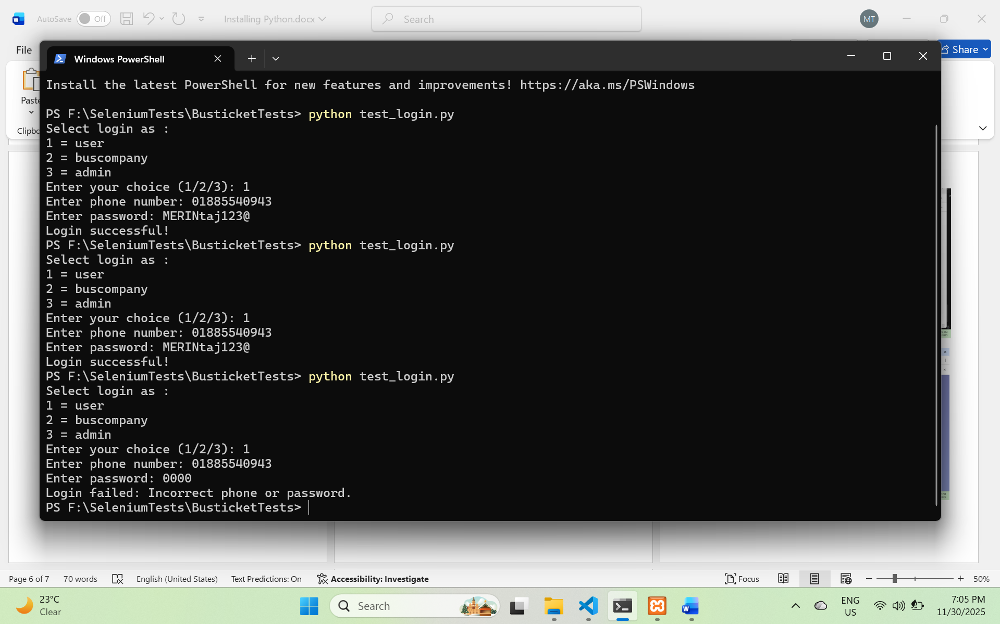 AutoSave Off Installing Python.docx Search MT
File Share
Windows PowerShell
Paste
Install the latest PowerShell for new features and improvements! https://aka.ms/PSWindows
PS F:\SeleniumTests\BusticketTests> python test_login.py
Select login as :
1 = user
2 = buscompany
3 = admin
Enter your choice (1/2/3): 1
Enter phone number: 01885540943
Enter password: MERINtaj123@
Login successful!
PS F:\SeleniumTests\BusticketTests> python test_login.py
Select login as :
1 = user
2 = buscompany
3 = admin
Enter your choice (1/2/3): 1
Enter phone number: 01885540943
Enter password: MERINtaj123@
Login successful!
PS F:\SeleniumTests\BusticketTests> python test_login.py
Select login as :
1 = user
2 = buscompany
3 = admin
Enter your choice (1/2/3): 1
Enter phone number: 01885540943
Enter password: 0000
Login failed: Incorrect phone or password.
PS F:\SeleniumTests\BusticketTests>
Page 6 of 7 70 words English (United States) Text Predictions: On Accessibility: Investigate Focus 50%
23°C
Clear
Search
ENG
US
7:05 PM
11/30/2025